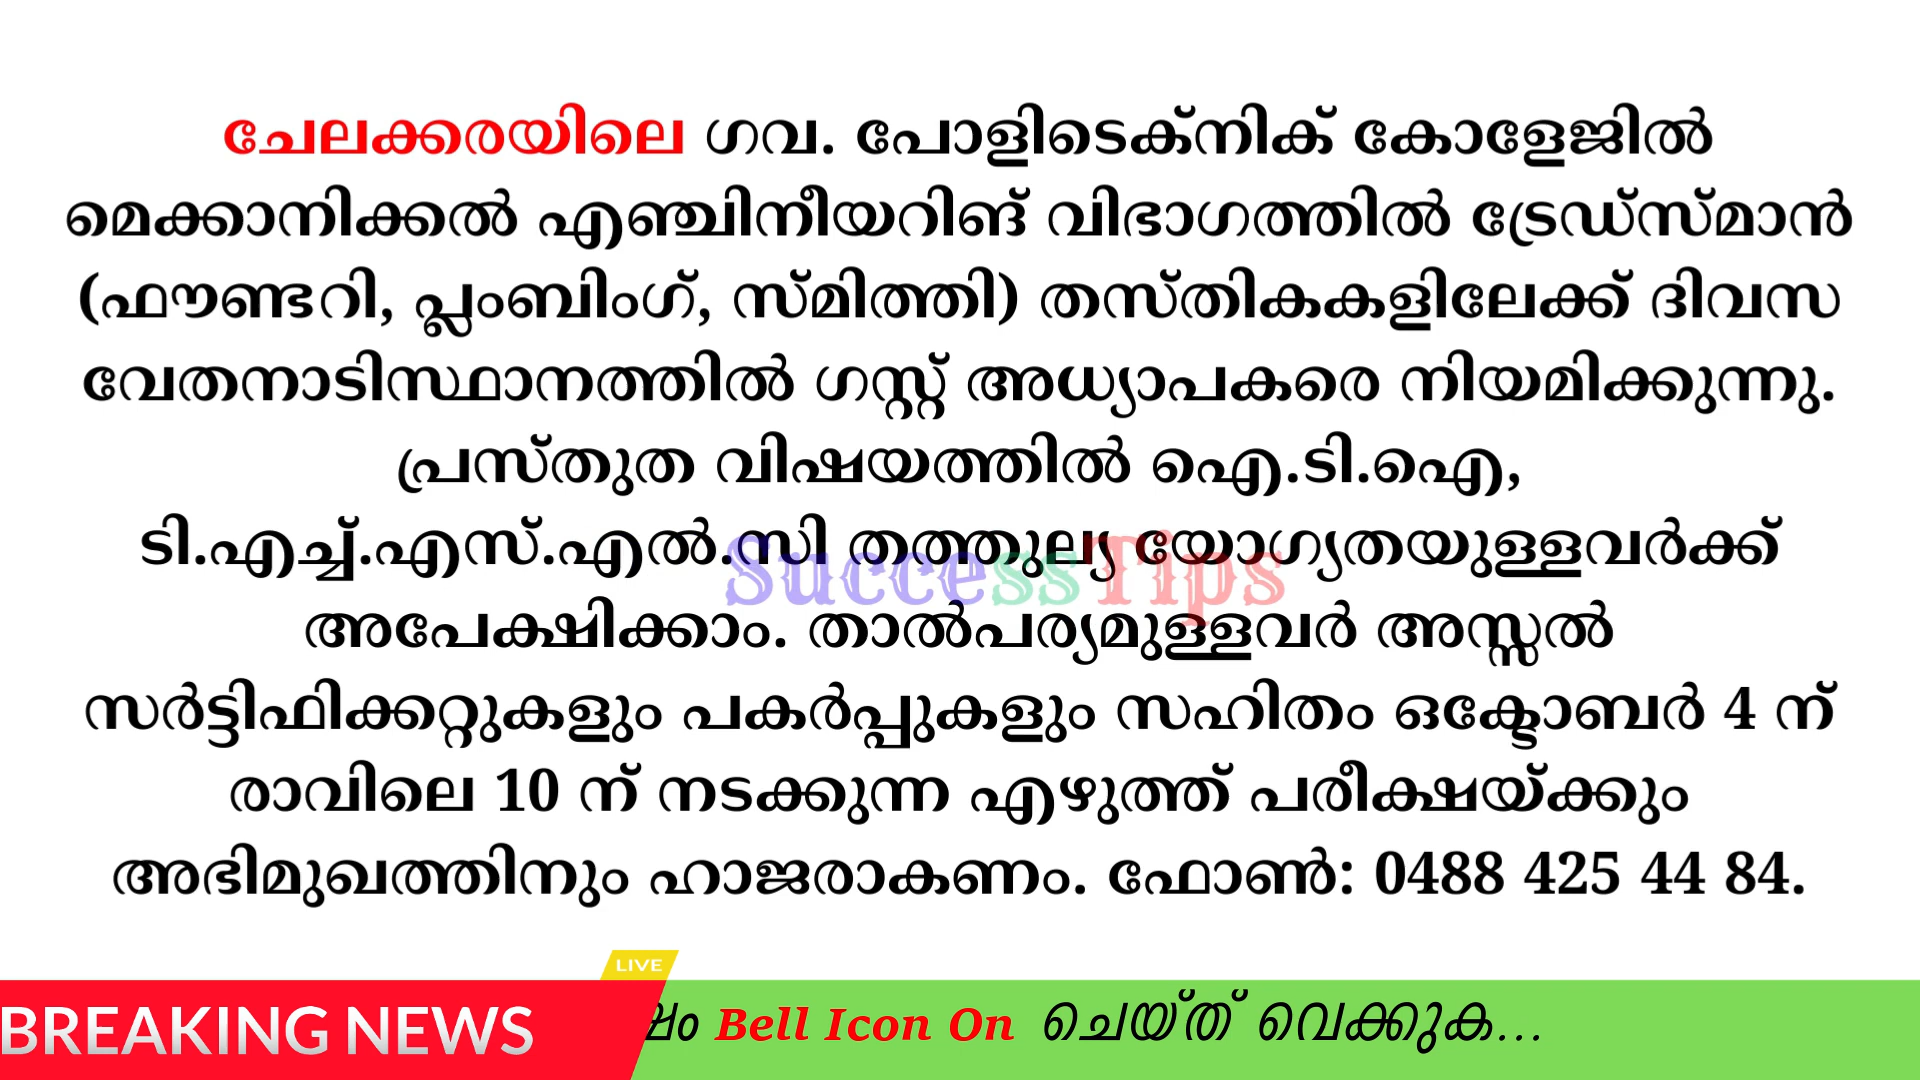 ചേലക്കരയിലെ ഗവ. പോളിടെക്നിക് കോളേജിൽ
മെക്കാനിക്കൽ എഞ്ചിനീയറിങ് വിഭാഗത്തിൽ ട്രേഡ്സ്മാൻ
(ഫൗണ്ടറി, പ്ലംബിംഗ്, സ്മിത്തി) തസ്തികകളിലേക്ക് ദിവസ
വേതനാടിസ്ഥാനത്തിൽ ഗസ്റ്റ് അധ്യാപകരെ നിയമിക്കുന്നു.
പ്രസ്തുത വിഷയത്തിൽ ഐ.ടി.ഐ,
ടി.എച്ച്.എസ്.എൽ.സി തത്തുല്യ യോഗ്യതയുള്ളവർക്ക്
SuccessTips
അപേക്ഷിക്കാം. താൽപര്യമുള്ളവർ അസ്സൽ
സർട്ടിഫിക്കറ്റുകളും പകർപ്പുകളും സഹിതം ഒക്ടോബർ 4 ന്
രാവിലെ 10 ന് നടക്കുന്ന എഴുത്ത് പരീക്ഷയ്ക്കും
അഭിമുഖത്തിനും ഹാജരാകണം. ഫോൺ: 0488 425 44 84.
LIVE
BREAKING NEWS Bell Icon On ചെയ്ത് വെക്കുക...